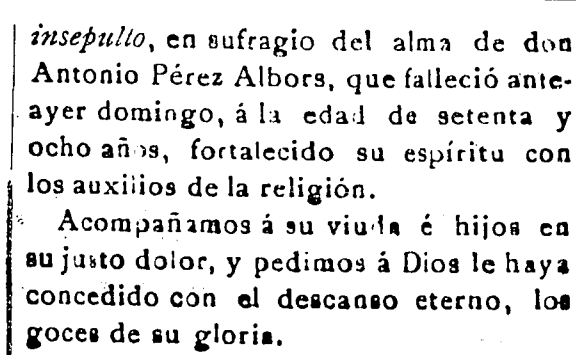 insepulto, en sufragio del alma de don
Antonio Pérez Albors, que falleció ante-
ayer domingo, á la edad de setenta y
ocho años, fortalecido su espíritu con
los auxilios de la religión.
Acompañamos á su viuda é hijos en
su justo dolor, y pedimos á Dios le haya
concedido con el descanso eterno, los
goces de su gloria.